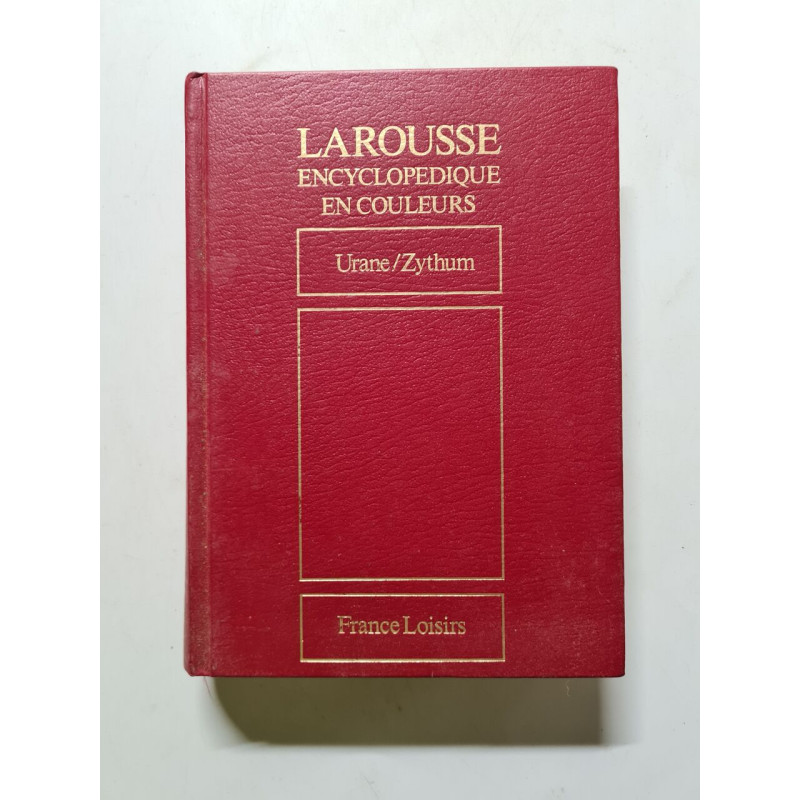 LAROUSSE
ENCYCLOPEDIQUE
EN COULEURS
Urane/Zythum
France Loisirs